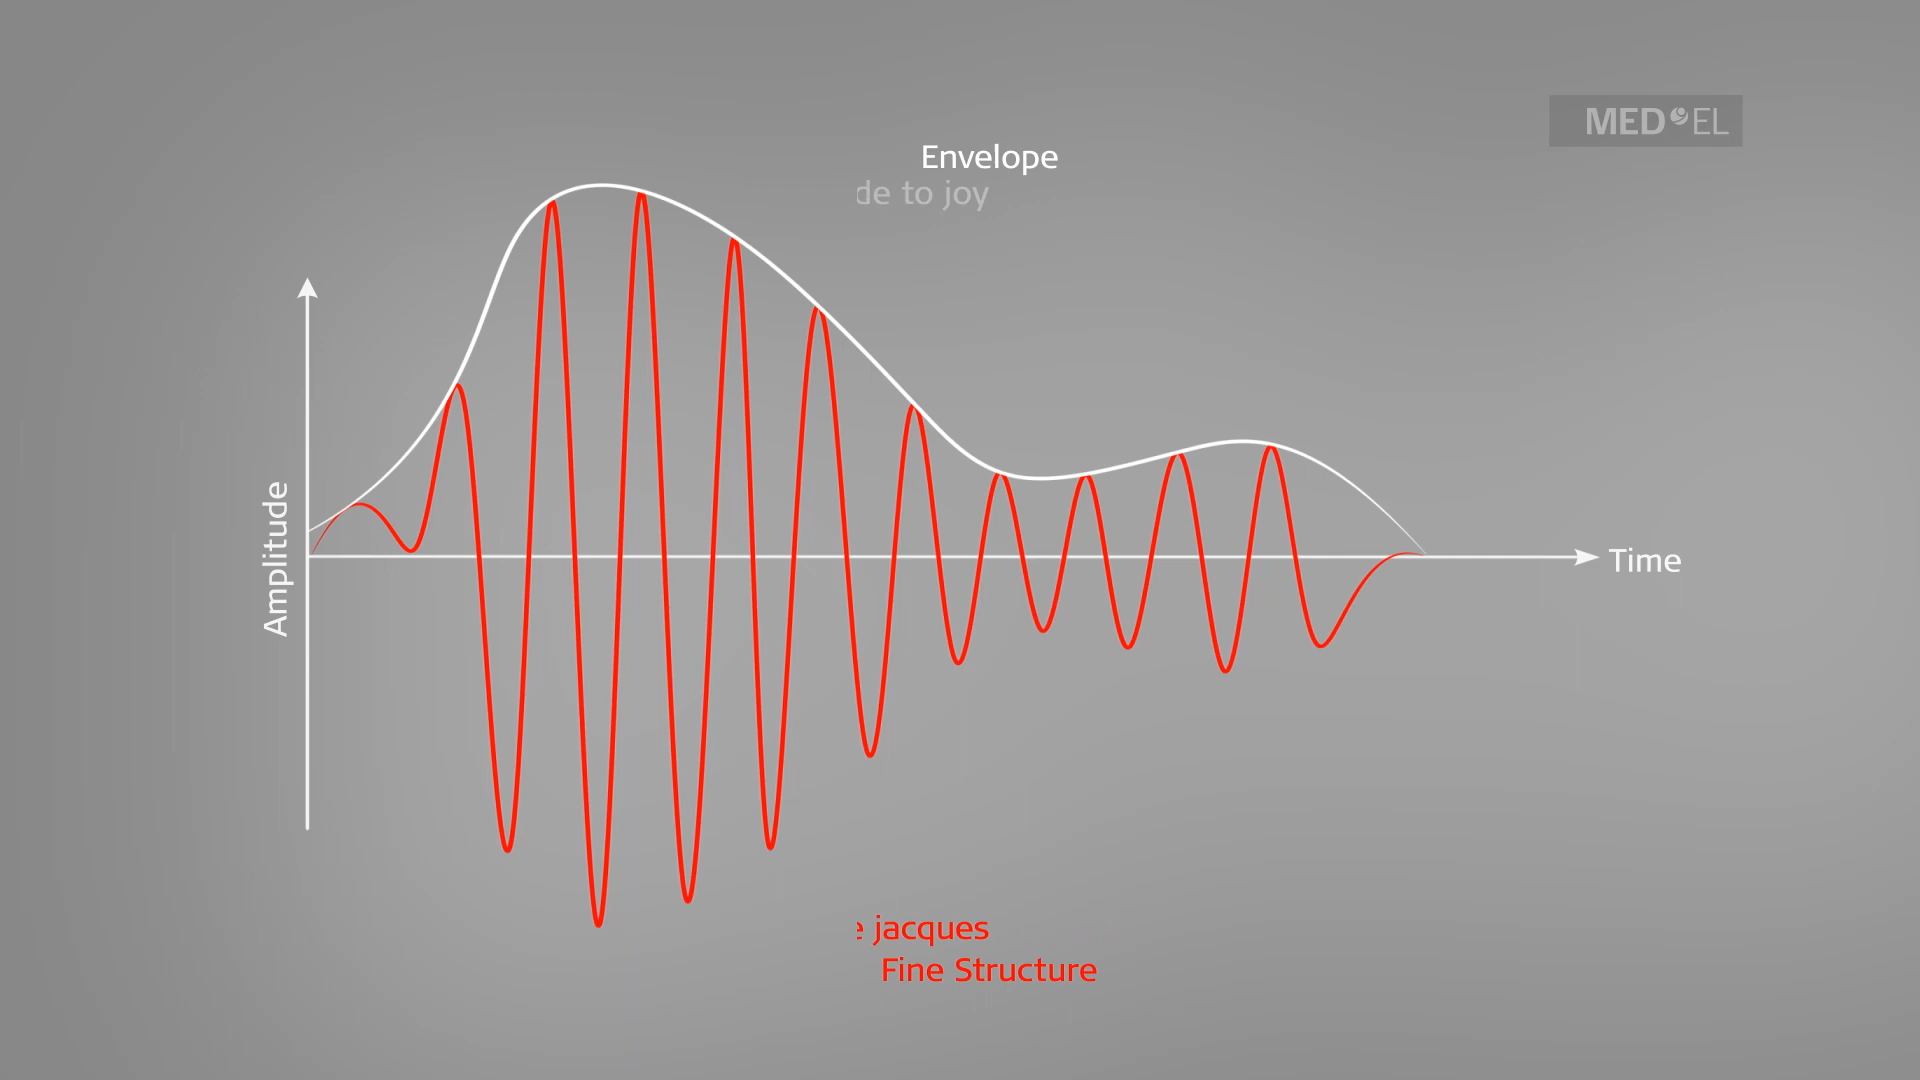 MED EL
Envelope
de to joy
Amplitude
Time
jacques
Fine Structure